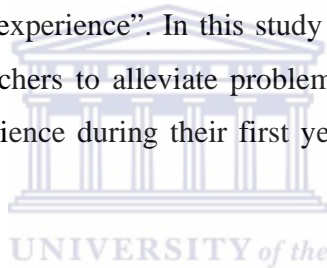 experience”. In this study
chers to alleviate problem
ience during their first ye
UNIVERSITY of the